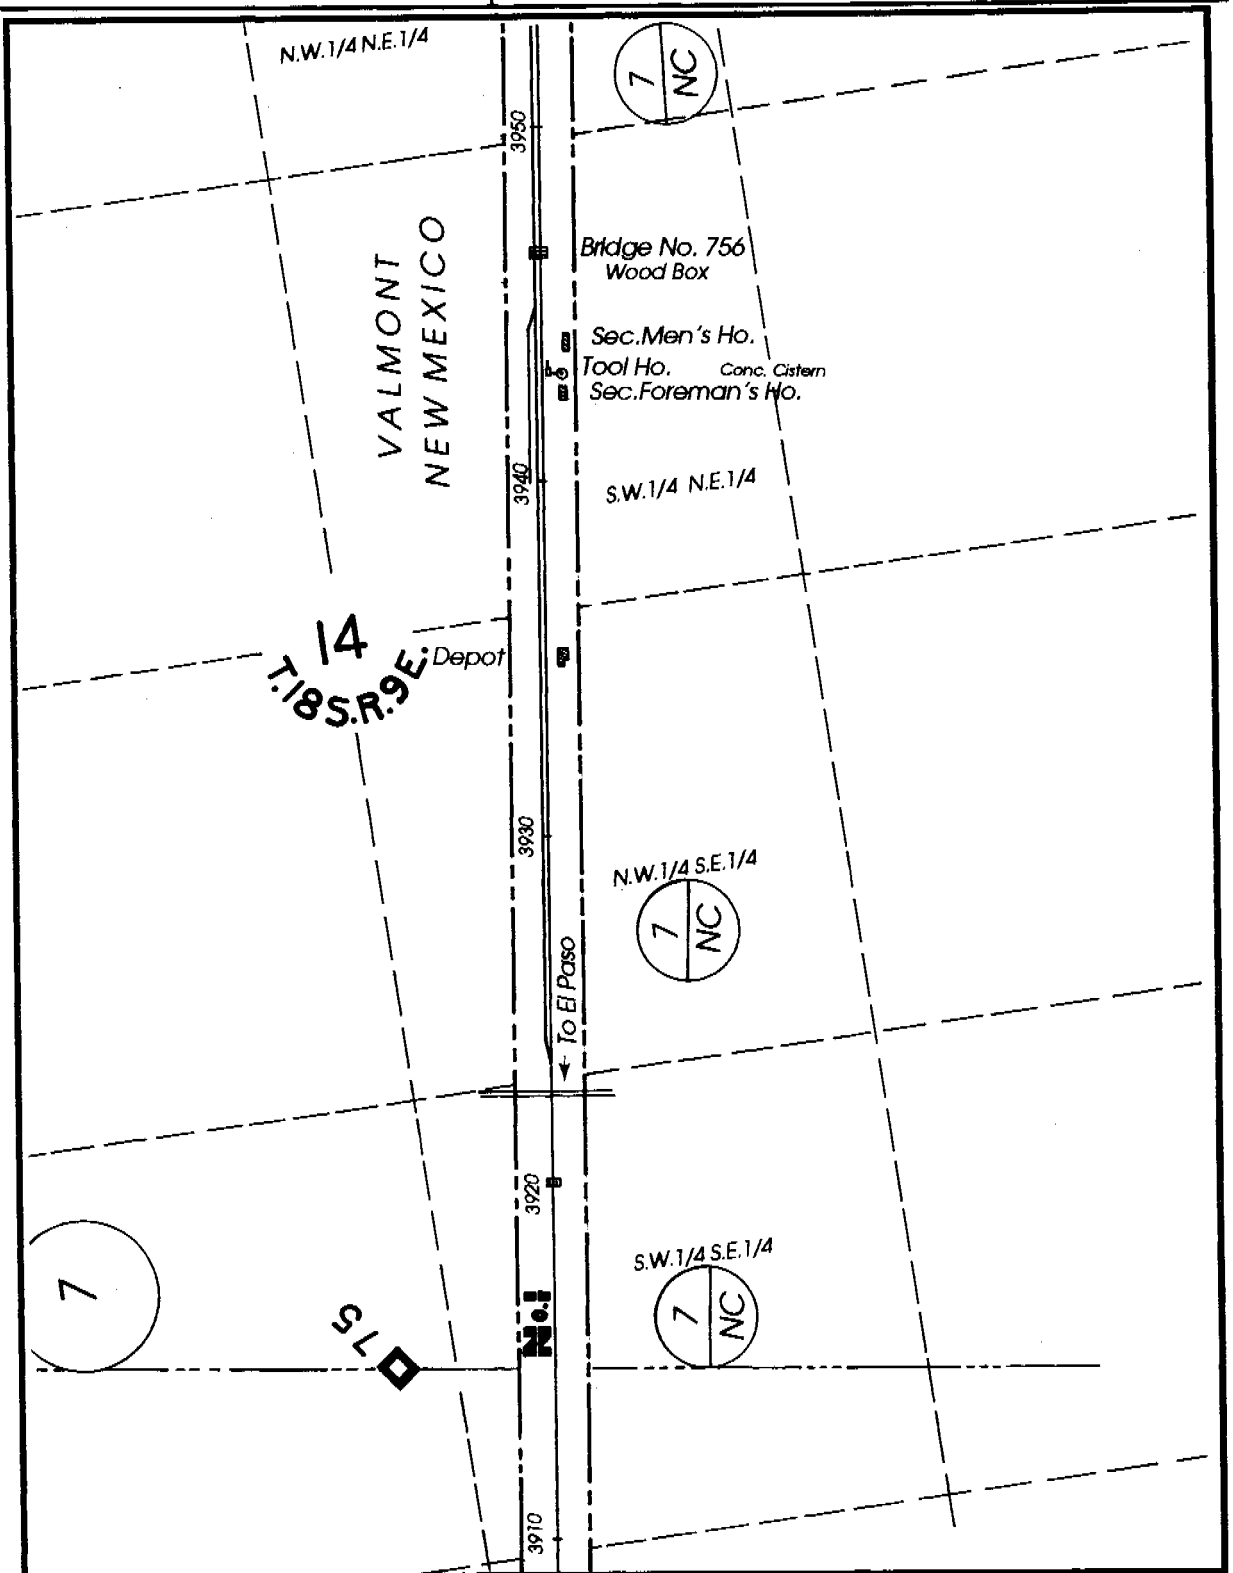 N.W.1/4 N.E.1/4
7
NC
3950
VALMONT
NEW MEXICO
Bridge No. 756
Wood Box
Sec.Men's Ho.
Tool Ho.
Conc. Cistern
Sec.Foreman's Ho.
3940
S.W.1/4 N.E.1/4
14
T.18S.R.9E.
Depot
3930
N.W.1/4 S.E.1/4
7
NC
To El Paso
3920
S.W.1/4 S.E.1/4
7
7
NC
75
No.1
3910